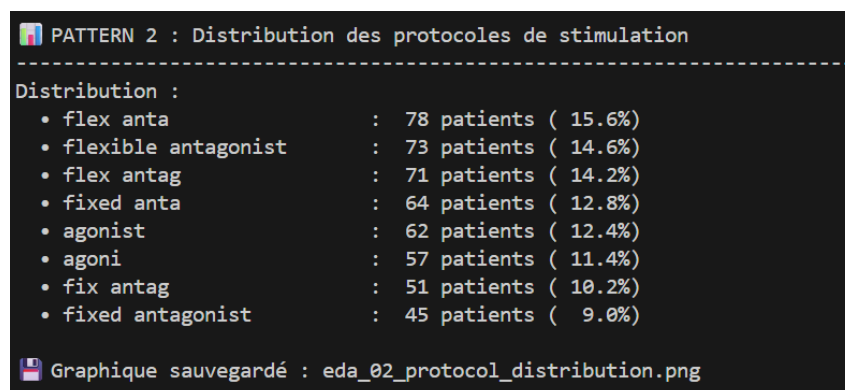 📊 PATTERN 2 : Distribution des protocoles de stimulation
----------------------------------------------------------------------
Distribution :
• flex anta : 78 patients ( 15.6%)
• flexible antagonist : 73 patients ( 14.6%)
• flex antag : 71 patients ( 14.2%)
• fixed anta : 64 patients ( 12.8%)
• agonist : 62 patients ( 12.4%)
• agoni : 57 patients ( 11.4%)
• fix antag : 51 patients ( 10.2%)
• fixed antagonist : 45 patients ( 9.0%)
💾 Graphique sauvegardé : eda_02_protocol_distribution.png